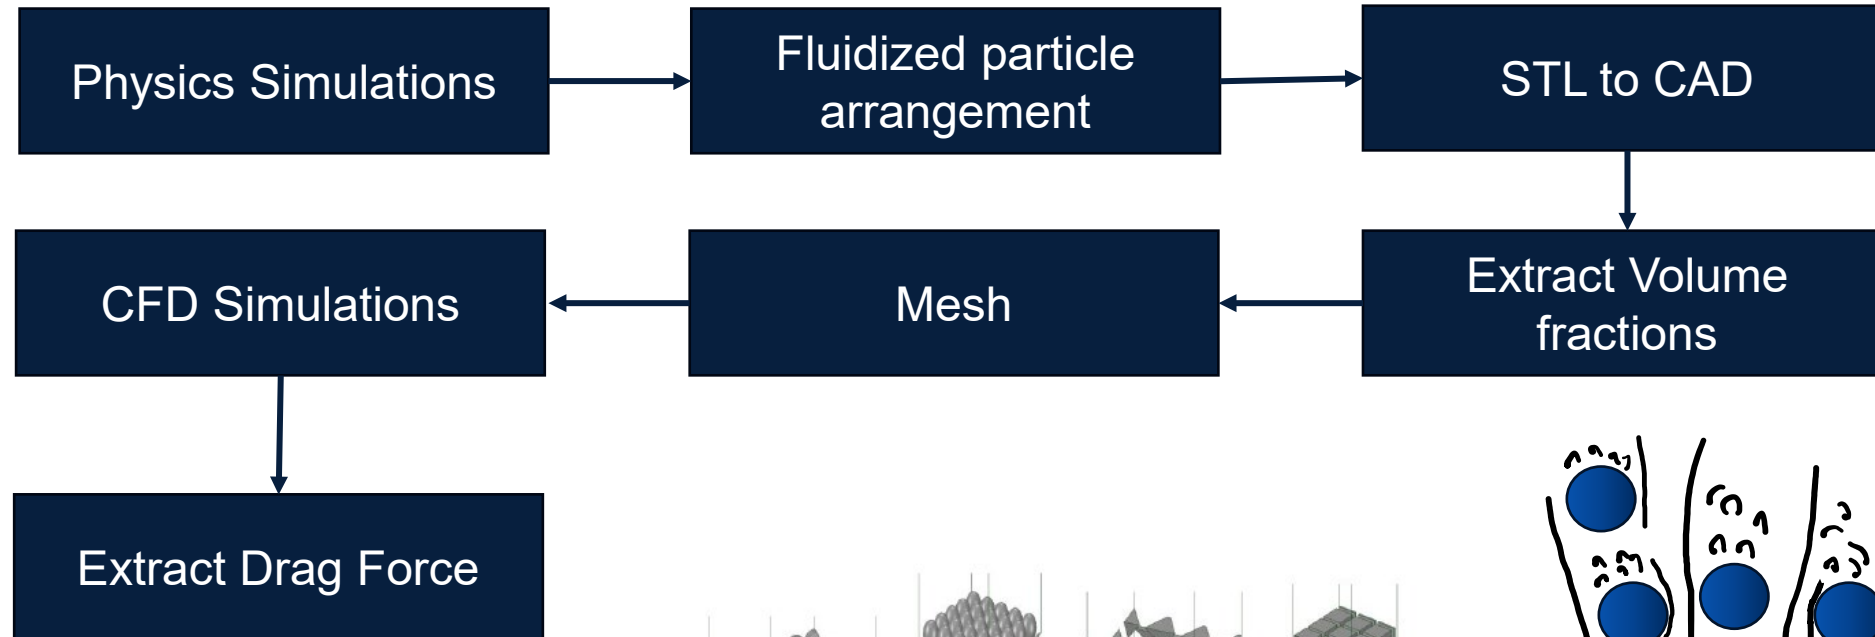 Physics Simulations
Fluidized particle
arrangement
STL to CAD
Extract Volume
fractions
Mesh
CFD Simulations
Extract Drag Force